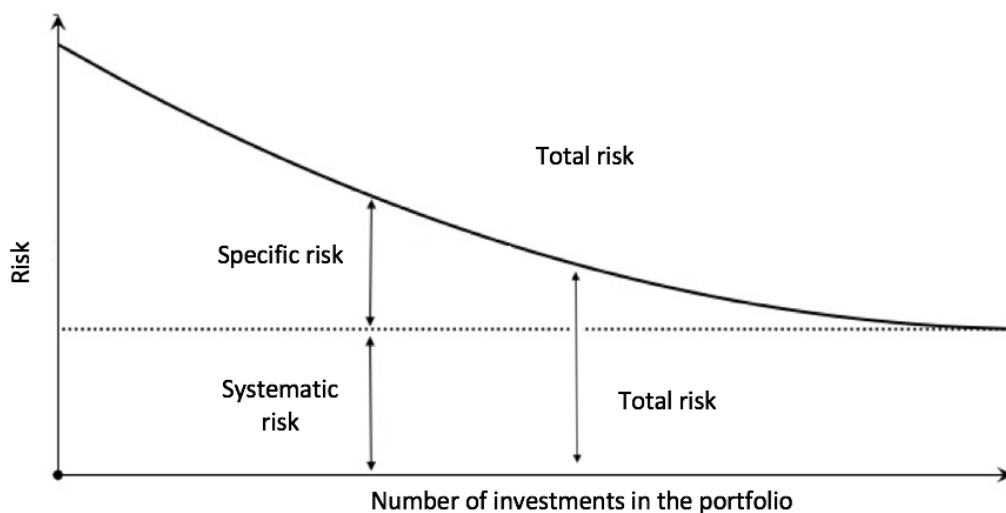 Total risk
Specific risk
Risk
Systematic
risk
Total risk
Number of investments in the portfolio